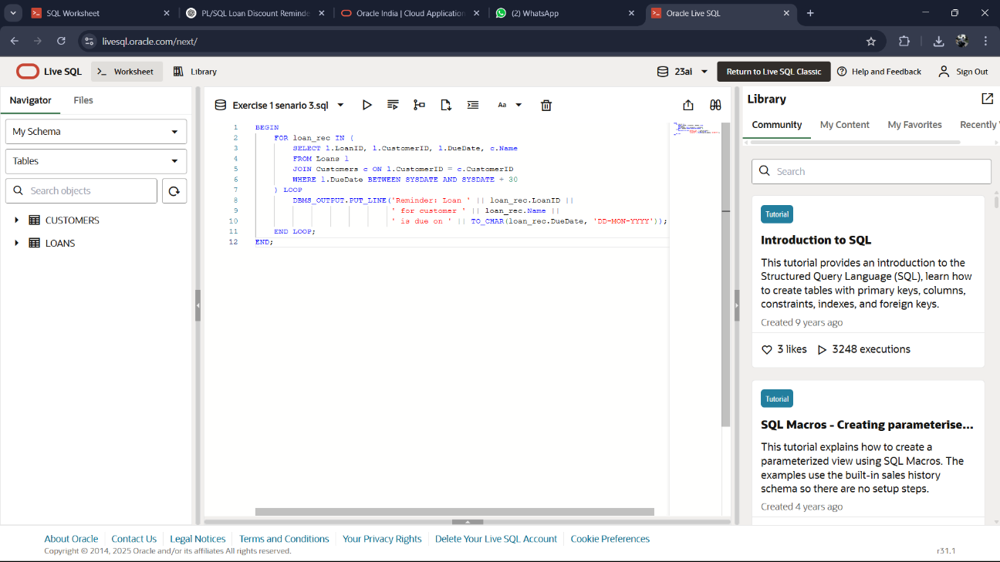 SQL Worksheet
PL/SQL Loan Discount Reminde
Oracle India | Cloud Application
(2) WhatsApp
Oracle Live SQL
livesql.oracle.com/next/
Live SQL
Worksheet
Library
23ai
Return to Live SQL Classic
Help and Feedback
Sign Out
Navigator
Files
My Schema
Tables
Search objects
CUSTOMERS
LOANS
Exercise 1 senario 3.sql
Aa
1 BEGIN
2 FOR loan_rec IN (
3 SELECT l.LoanID, l.CustomerID, l.DueDate, c.Name
4 FROM Loans l
5 JOIN Customers c ON l.CustomerID = c.CustomerID
6 WHERE l.DueDate BETWEEN SYSDATE AND SYSDATE + 30
7 ) LOOP
8 DBMS_OUTPUT.PUT_LINE('Reminder: Loan ' || loan_rec.LoanID ||
9 ' for customer ' || loan_rec.Name ||
10 ' is due on ' || TO_CHAR(loan_rec.DueDate, 'DD-MON-YYYY'));
11 END LOOP;
12 END;
Library
Community
My Content
My Favorites
Recently
Search
Tutorial
Introduction to SQL
This tutorial provides an introduction to the
Structured Query Language (SQL), learn how
to create tables with primary keys, columns,
constraints, indexes, and foreign keys.
Created 9 years ago
3 likes
3248 executions
Tutorial
SQL Macros - Creating parameterise...
This tutorial explains how to create a
parameterized view using SQL Macros. The
examples use the built-in sales history
schema so there are no setup steps.
Created 4 years ago
About Oracle
Contact Us
Legal Notices
Terms and Conditions
Your Privacy Rights
Delete Your Live SQL Account
Cookie Preferences
Copyright © 2014, 2025 Oracle and/or its affiliates All rights reserved.
r31.1